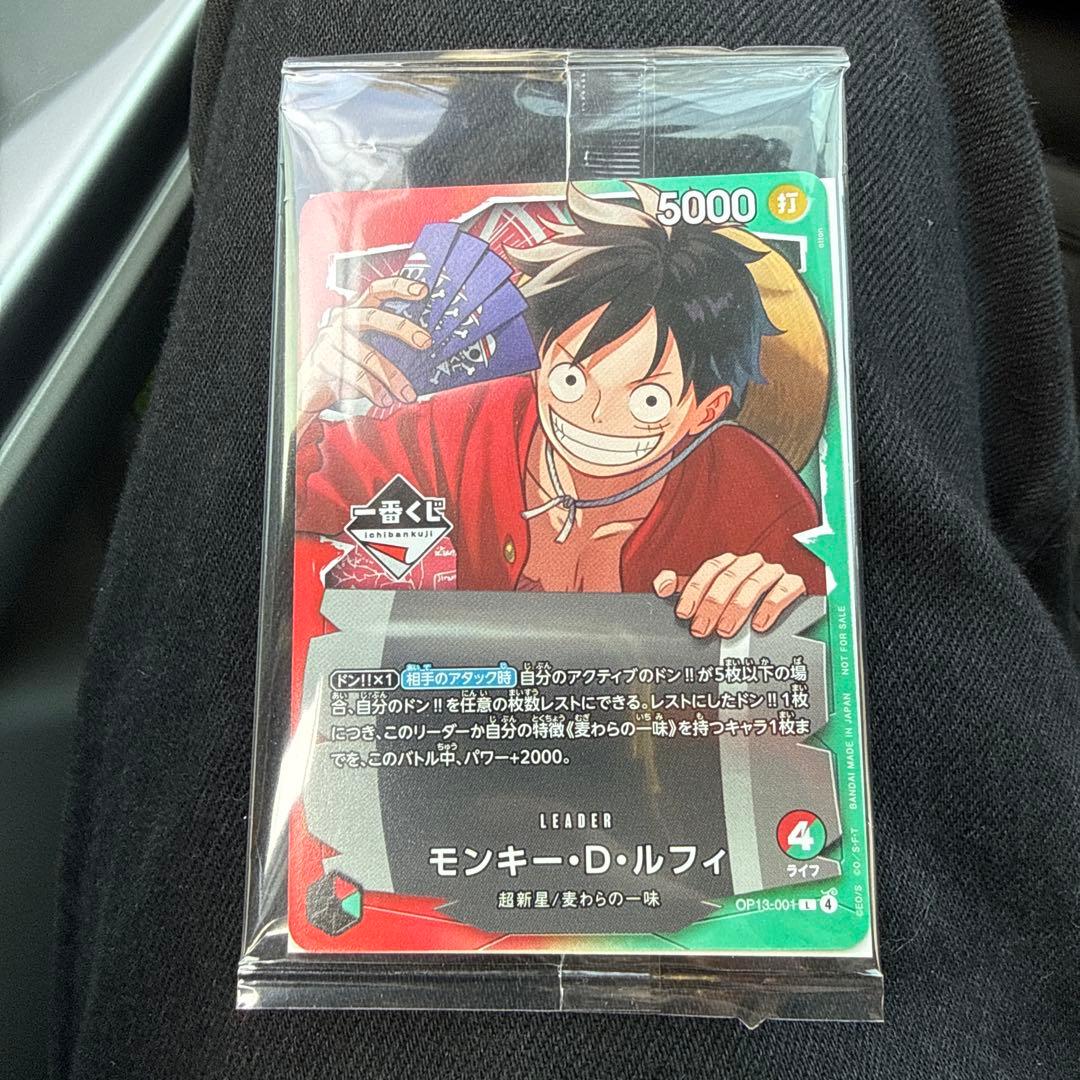 5000 打
otton
一番くじ
ichibankuji
ドン!!×1 相手のアタック時 自分のアクティブのドン!!が5枚以下の場
合、自分のドン!!を任意の枚数レストにできる。レストにしたドン!!1枚
につき、このリーダーか自分の特徴《麦わらの一味》を持つキャラ1枚ま
でを、このバトル中、パワー+2000。
LEADER
4
ライフ
モンキー・D・ルフィ
超新星/麦わらの一味
OP13-001 L 4
©EO/S ©O/S・F・T BANDAI MADE IN JAPAN NOT FOR SALE